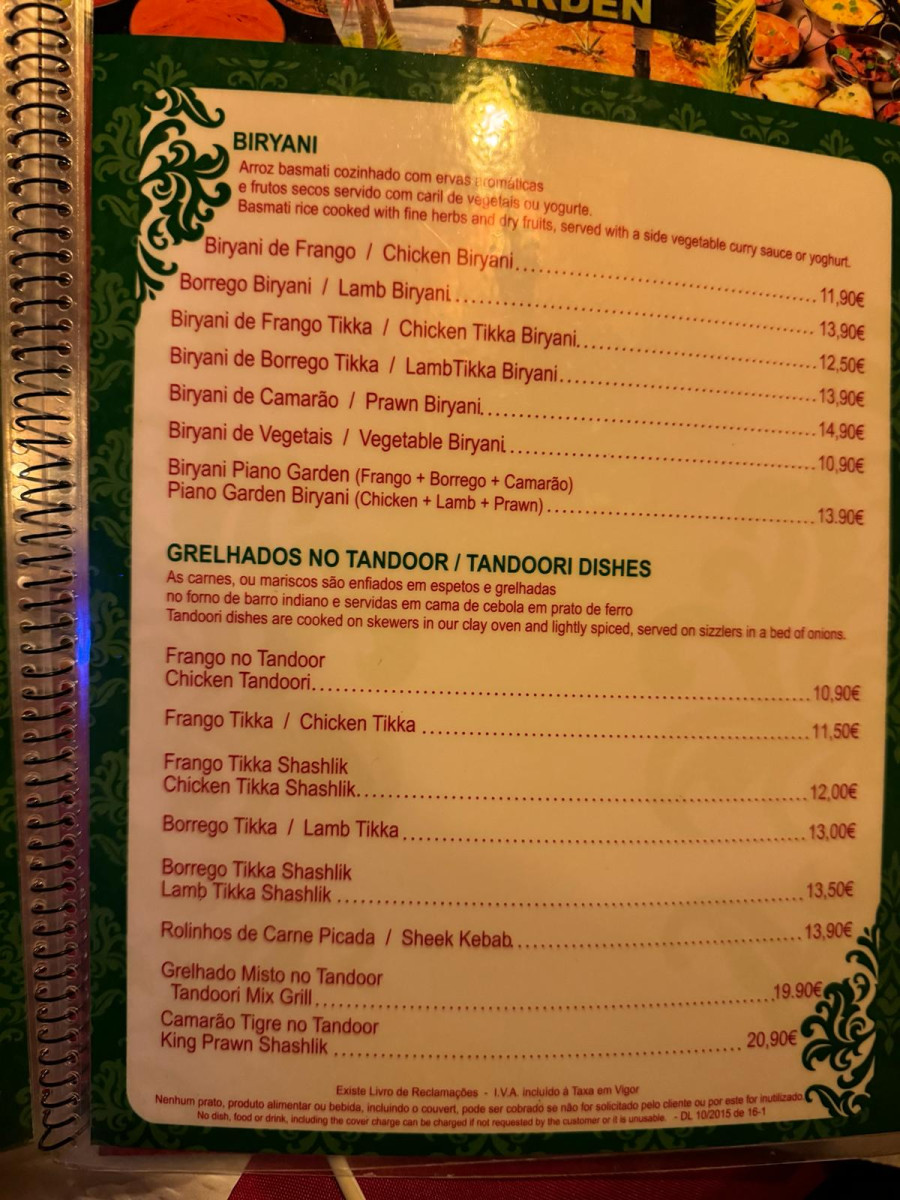 GARDEN
BIRYANI
Arroz basmati cozinhado com ervas aromáticas
e frutos secos servido com caril de vegetais ou yogurte.
Basmati rice cooked with fine herbs and dry fruits, served with a side vegetable curry sauce or yoghurt.
Biryani de Frango / Chicken Biryani 11,90€
Borrego Biryani / Lamb Biryani 13,90€
Biryani de Frango Tikka / Chicken Tikka Biryani 12,50€
Biryani de Borrego Tikka / LambTikka Biryani 13,90€
Biryani de Camarão / Prawn Biryani 14,90€
Biryani de Vegetais / Vegetable Biryani 10,90€
Biryani Piano Garden (Frango + Borrego + Camarão)
Piano Garden Biryani (Chicken + Lamb + Prawn) 13.90€
GRELHADOS NO TANDOOR / TANDOORI DISHES
As carnes, ou mariscos são enfiados em espetos e grelhadas
no forno de barro indiano e servidas em cama de cebola em prato de ferro
Tandoori dishes are cooked on skewers in our clay oven and lightly spiced, served on sizzlers in a bed of onions.
Frango no Tandoor
Chicken Tandoori 10,90€
Frango Tikka / Chicken Tikka 11,50€
Frango Tikka Shashlik
Chicken Tikka Shashlik 12,00€
Borrego Tikka / Lamb Tikka 13,00€
Borrego Tikka Shashlik
Lamb Tikka Shashlik 13,50€
Rolinhos de Carne Picada / Sheek Kebab 13,90€
Grelhado Misto no Tandoor
Tandoori Mix Grill 19.90€
Camarão Tigre no Tandoor
King Prawn Shashlik 20,90€
Existe Livro de Reclamações - I.V.A. incluído à Taxa em Vigor
Nenhum prato, produto alimentar ou bebida, incluindo o couvert, pode ser cobrado se não for solicitado pelo cliente ou por este for inutilizado.
No dish, food or drink, including the cover charge can be charged if not requested by the customer or it is unusable. - DL 10/2015 de 16-1